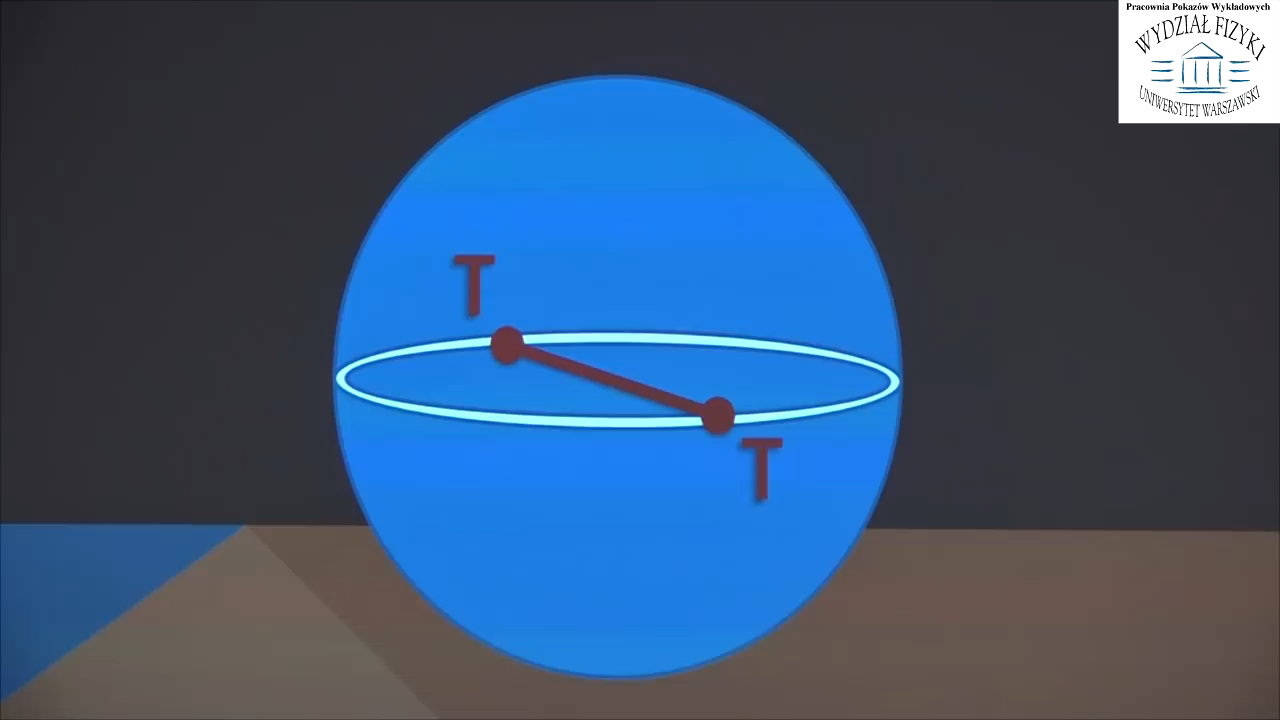 Pracownia Pokazów Wykładowych
WYDZIAŁ FIZYKI
UNIWERSYTET WARSZAWSKI
T
T